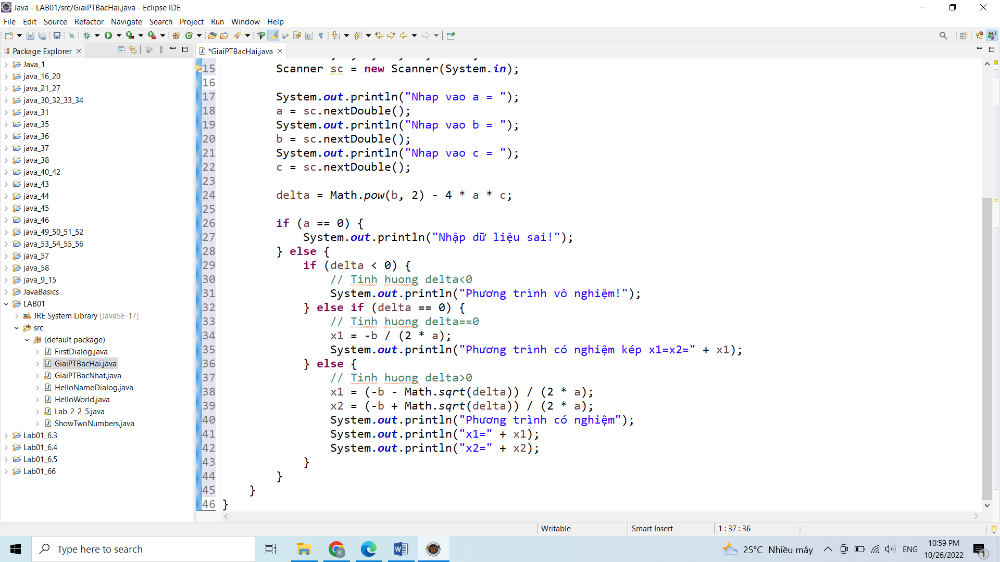 Java - LAB01/src/GiaiPTBacHai.java - Eclipse IDE
File Edit Source Refactor Navigate Search Project Run Window Help
Package Explorer
*GiaiPTBacHai.java
Java_1
java_16_20
java_21_27
java_30_32_33_34
java_31
java_35
java_36
java_37
java_38
java_40_42
java_43
java_44
java_45
java_46
java_49_50_51_52
java_53_54_55_56
java_57
java_58
java_9_15
JavaBasics
LAB01
JRE System Library [JavaSE-17]
src
(default package)
FirstDialog.java
GiaiPTBacHai.java
GiaiPTBacNhat.java
HelloNameDialog.java
HelloWorld.java
Lab_2_2_5.java
ShowTwoNumbers.java
Lab01_6.3
Lab01_6.4
Lab01_6.5
Lab01_66
15 Scanner sc = new Scanner(System.in);
16
17 System.out.println("Nhap vao a = ");
18 a = sc.nextDouble();
19 System.out.println("Nhap vao b = ");
20 b = sc.nextDouble();
21 System.out.println("Nhap vao c = ");
22 c = sc.nextDouble();
23
24 delta = Math.pow(b, 2) - 4 * a * c;
25
26 if (a == 0) {
27 System.out.println("Nhập dữ liệu sai!");
28 } else {
29 if (delta < 0) {
30 // Tinh huong delta<0
31 System.out.println("Phương trình vô nghiệm!");
32 } else if (delta == 0) {
33 // Tinh huong delta==0
34 x1 = -b / (2 * a);
35 System.out.println("Phương trình có nghiệm kép x1=x2=" + x1);
36 } else {
37 // Tinh huong delta>0
38 x1 = (-b - Math.sqrt(delta)) / (2 * a);
39 x2 = (-b + Math.sqrt(delta)) / (2 * a);
40 System.out.println("Phương trình có nghiệm");
41 System.out.println("x1=" + x1);
42 System.out.println("x2=" + x2);
43 }
44 }
45 }
46 }
Writable Smart Insert 1 : 37 : 36
Type here to search
25°C Nhiều mây
ENG
10:59 PM
10/26/2022
1